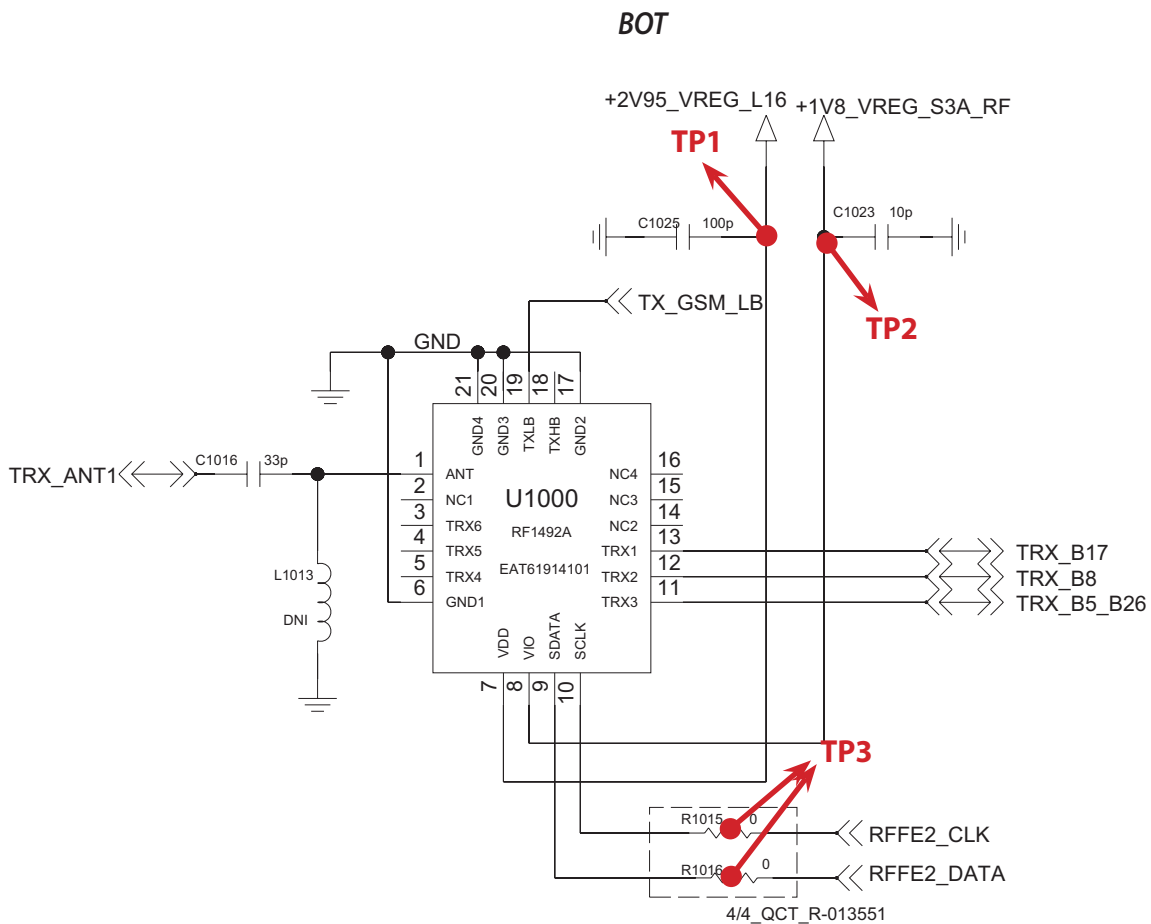 BOT
+2V95_VREG_L16
+1V8_VREG_S3A_RF
TP1
C1025
100p
C1023
10p
TP2
TX_GSM_LB
GND
21
20
19
18
17
GND4
GND3
TXLB
TXHB
GND2
TRX_ANT1
C1016
33p
1
2
3
4
5
6
ANT
NC1
TRX6
TRX5
TRX4
GND1
U1000
RF1492A
EAT61914101
NC4
NC3
NC2
TRX1
TRX2
TRX3
16
15
14
13
12
11
TRX_B17
TRX_B8
TRX_B5_B26
L1013
DNI
VDD
VIO
SDATA
SCLK
7
8
9
10
TP3
R1015
0
RFFE2_CLK
R1016
0
RFFE2_DATA
4/4_QCT_R-013551